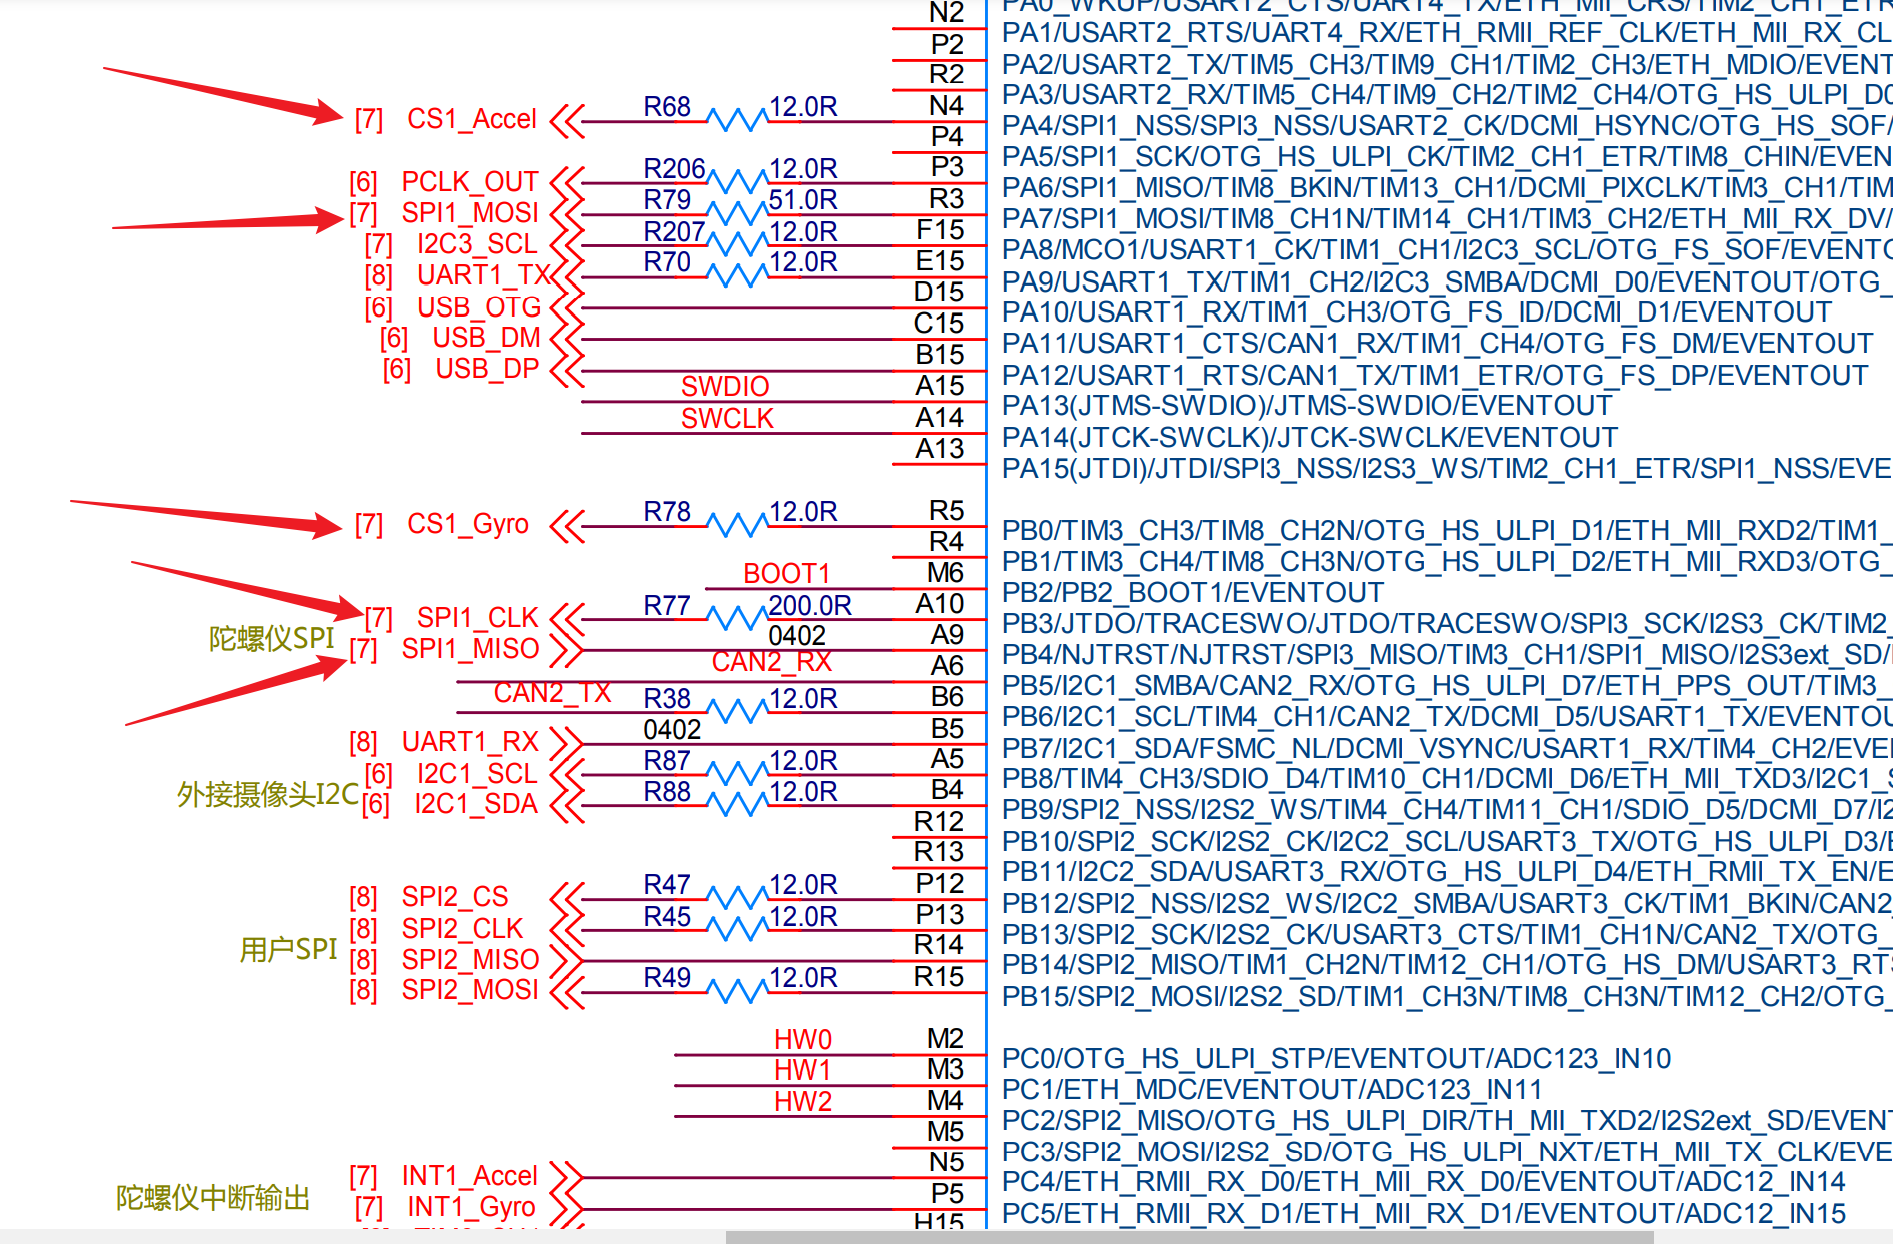 N2 PA0_WKUP/USART2_CTS/UART4_TX/ETH_MII_CRS/TIM2_CH1_ETR
P2 PA1/USART2_RTS/UART4_RX/ETH_RMII_REF_CLK/ETH_MII_RX_CL
R2 PA2/USART2_TX/TIM5_CH3/TIM9_CH1/TIM2_CH3/ETH_MDIO/EVENT
PA3/USART2_RX/TIM5_CH4/TIM9_CH2/TIM2_CH4/OTG_HS_ULPI_D0
[7] CS1_Accel R68 12.0R N4 PA4/SPI1_NSS/SPI3_NSS/USART2_CK/DCMI_HSYNC/OTG_HS_SOF/
P4 PA5/SPI1_SCK/OTG_HS_ULPI_CK/TIM2_CH1_ETR/TIM8_CHIN/EVEN
[6] PCLK_OUT R206 12.0R P3 PA6/SPI1_MISO/TIM8_BKIN/TIM13_CH1/DCMI_PIXCLK/TIM3_CH1/TIM
[7] SPI1_MOSI R79 51.0R R3 PA7/SPI1_MOSI/TIM8_CH1N/TIM14_CH1/TIM3_CH2/ETH_MII_RX_DV/
[7] I2C3_SCL R207 12.0R F15 PA8/MCO1/USART1_CK/TIM1_CH1/I2C3_SCL/OTG_FS_SOF/EVENTO
[8] UART1_TX R70 12.0R E15 PA9/USART1_TX/TIM1_CH2/I2C3_SMBA/DCMI_D0/EVENTOUT/OTG_
[6] USB_OTG D15 PA10/USART1_RX/TIM1_CH3/OTG_FS_ID/DCMI_D1/EVENTOUT
[6] USB_DM C15 PA11/USART1_CTS/CAN1_RX/TIM1_CH4/OTG_FS_DM/EVENTOUT
[6] USB_DP B15 PA12/USART1_RTS/CAN1_TX/TIM1_ETR/OTG_FS_DP/EVENTOUT
SWDIO A15 PA13(JTMS-SWDIO)/JTMS-SWDIO/EVENTOUT
SWCLK A14 PA14(JTCK-SWCLK)/JTCK-SWCLK/EVENTOUT
A13 PA15(JTDI)/JTDI/SPI3_NSS/I2S3_WS/TIM2_CH1_ETR/SPI1_NSS/EVE
[7] CS1_Gyro R78 12.0R R5 PB0/TIM3_CH3/TIM8_CH2N/OTG_HS_ULPI_D1/ETH_MII_RXD2/TIM1_
R4 PB1/TIM3_CH4/TIM8_CH3N/OTG_HS_ULPI_D2/ETH_MII_RXD3/OTG_
BOOT1 M6 PB2/PB2_BOOT1/EVENTOUT
[7] SPI1_CLK R77 200.0R A10 PB3/JTDO/TRACESWO/JTDO/TRACESWO/SPI3_SCK/I2S3_CK/TIM2_
陀螺仪SPI [7] SPI1_MISO 0402 A9 PB4/NJTRST/NJTRST/SPI3_MISO/TIM3_CH1/SPI1_MISO/I2S3ext_SD/
CAN2_RX A6 PB5/I2C1_SMBA/CAN2_RX/OTG_HS_ULPI_D7/ETH_PPS_OUT/TIM3_
CAN2_TX R38 12.0R B6 PB6/I2C1_SCL/TIM4_CH1/CAN2_TX/DCMI_D5/USART1_TX/EVENTOU
[8] UART1_RX 0402 B5 PB7/I2C1_SDA/FSMC_NL/DCMI_VSYNC/USART1_RX/TIM4_CH2/EVE
[6] I2C1_SCL R87 12.0R A5 PB8/TIM4_CH3/SDIO_D4/TIM10_CH1/DCMI_D6/ETH_MII_TXD3/I2C1_S
外接摄像头I2C [6] I2C1_SDA R88 12.0R B4 PB9/SPI2_NSS/I2S2_WS/TIM4_CH4/TIM11_CH1/SDIO_D5/DCMI_D7/I2
R12 PB10/SPI2_SCK/I2S2_CK/I2C2_SCL/USART3_TX/OTG_HS_ULPI_D3/E
R13 PB11/I2C2_SDA/USART3_RX/OTG_HS_ULPI_D4/ETH_RMII_TX_EN/E
[8] SPI2_CS R47 12.0R P12 PB12/SPI2_NSS/I2S2_WS/I2C2_SMBA/USART3_CK/TIM1_BKIN/CAN2_
[8] SPI2_CLK R45 12.0R P13 PB13/SPI2_SCK/I2S2_CK/USART3_CTS/TIM1_CH1N/CAN2_TX/OTG_
用户SPI [8] SPI2_MISO R14 PB14/SPI2_MISO/TIM1_CH2N/TIM12_CH1/OTG_HS_DM/USART3_RTS
[8] SPI2_MOSI R49 12.0R R15 PB15/SPI2_MOSI/I2S2_SD/TIM1_CH3N/TIM8_CH3N/TIM12_CH2/OTG_
HW0 M2 PC0/OTG_HS_ULPI_STP/EVENTOUT/ADC123_IN10
HW1 M3 PC1/ETH_MDC/EVENTOUT/ADC123_IN11
HW2 M4 PC2/SPI2_MISO/OTG_HS_ULPI_DIR/TH_MII_TXD2/I2S2ext_SD/EVENT
M5 PC3/SPI2_MOSI/I2S2_SD/OTG_HS_ULPI_NXT/ETH_MII_TX_CLK/EVE
[7] INT1_Accel N5 PC4/ETH_RMII_RX_D0/ETH_MII_RX_D0/EVENTOUT/ADC12_IN14
陀螺仪中断输出 [7] INT1_Gyro P5 PC5/ETH_RMII_RX_D1/ETH_MII_RX_D1/EVENTOUT/ADC12_IN15
H15